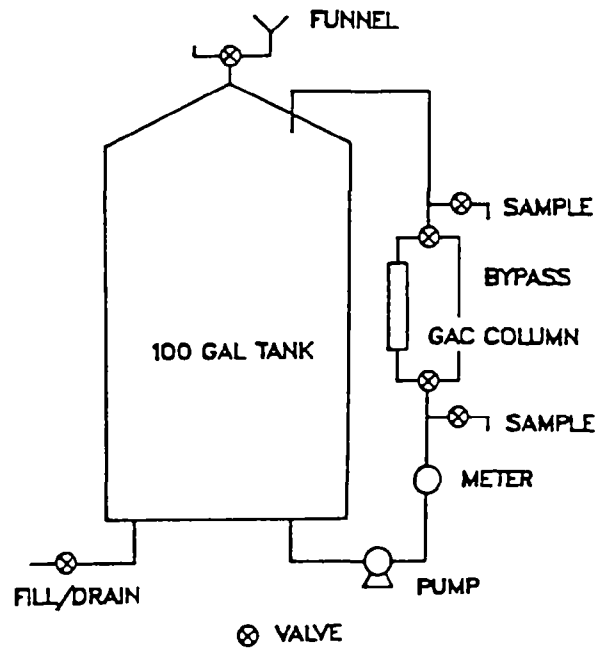 FUNNEL
SAMPLE
BYPASS
GAC COLUMN
100 GAL TANK
SAMPLE
METER
PUMP
FILL/DRAIN
VALVE